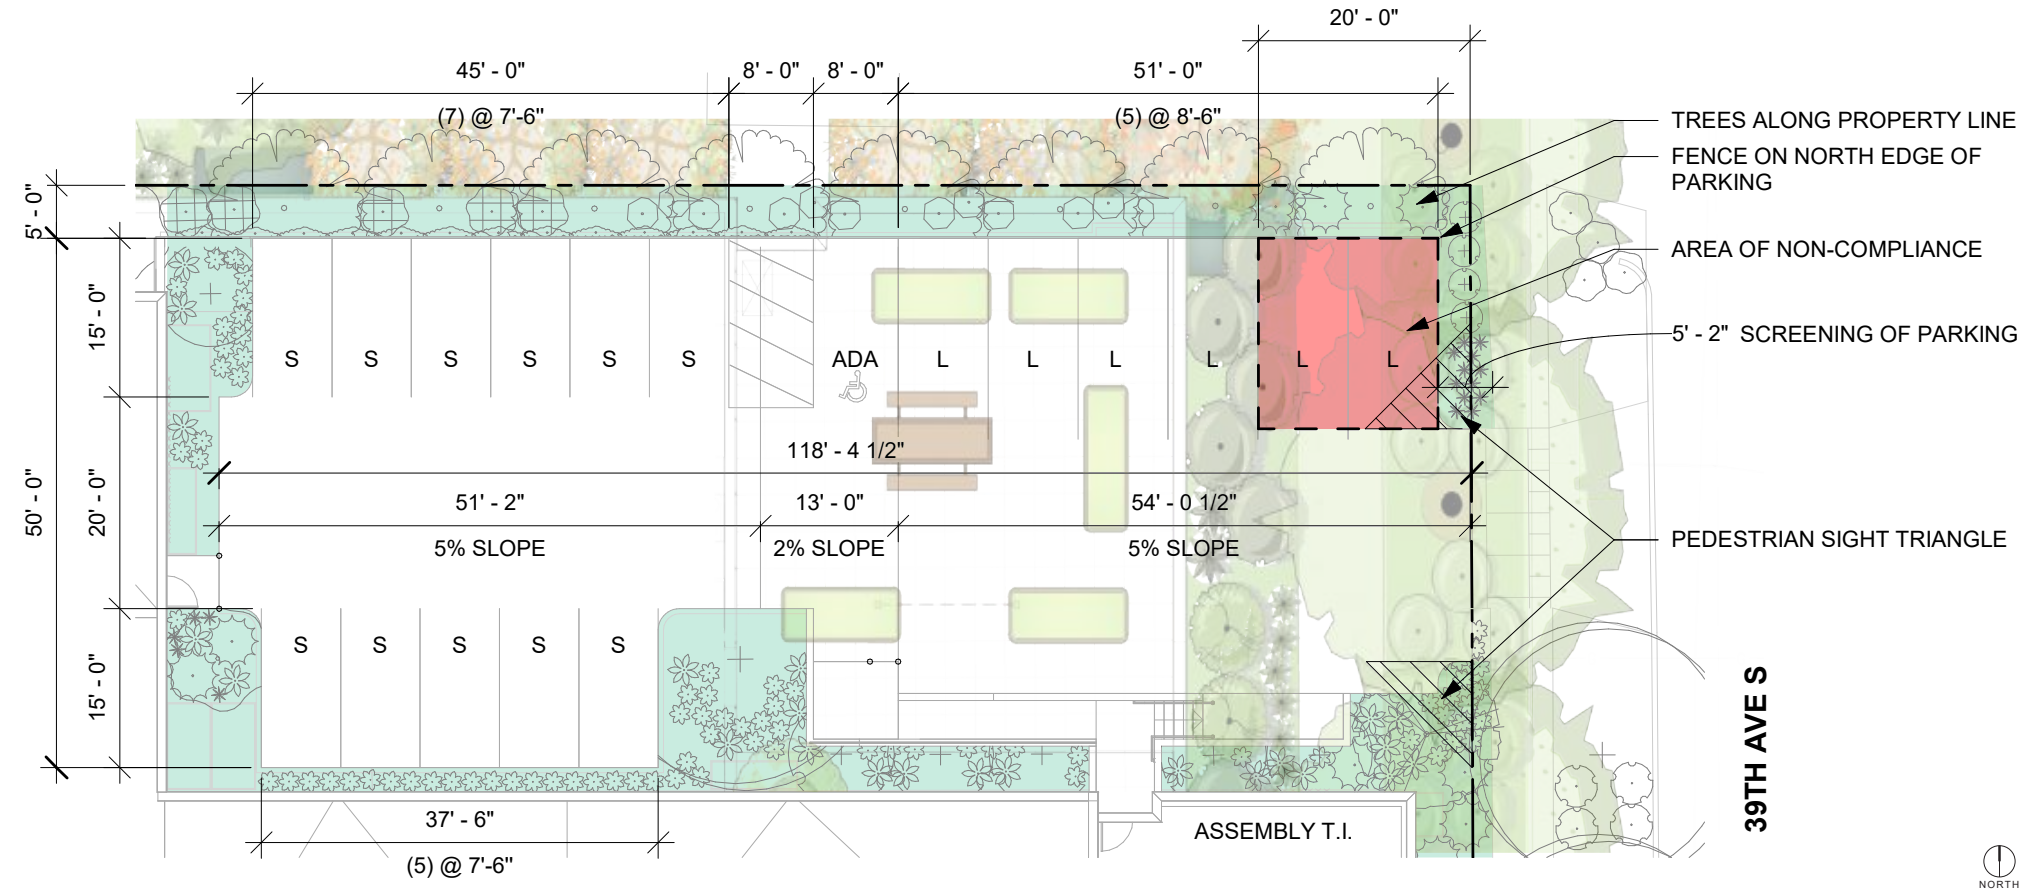 20' - 0"
45' - 0"
8' - 0"
8' - 0"
51' - 0"
(7) @ 7'-6"
(5) @ 8'-6"
TREES ALONG PROPERTY LINE
FENCE ON NORTH EDGE OF
PARKING
AREA OF NON-COMPLIANCE
5' - 2" SCREENING OF PARKING
PEDESTRIAN SIGHT TRIANGLE
5' - 0"
15' - 0"
50' - 0"
20' - 0"
15' - 0"
S
S
S
S
S
S
ADA
L
L
L
L
L
L
118' - 4 1/2"
51' - 2"
13' - 0"
54' - 0 1/2"
5% SLOPE
2% SLOPE
5% SLOPE
S
S
S
S
S
37' - 6"
(5) @ 7'-6"
ASSEMBLY T.I.
39TH AVE S
NORTH